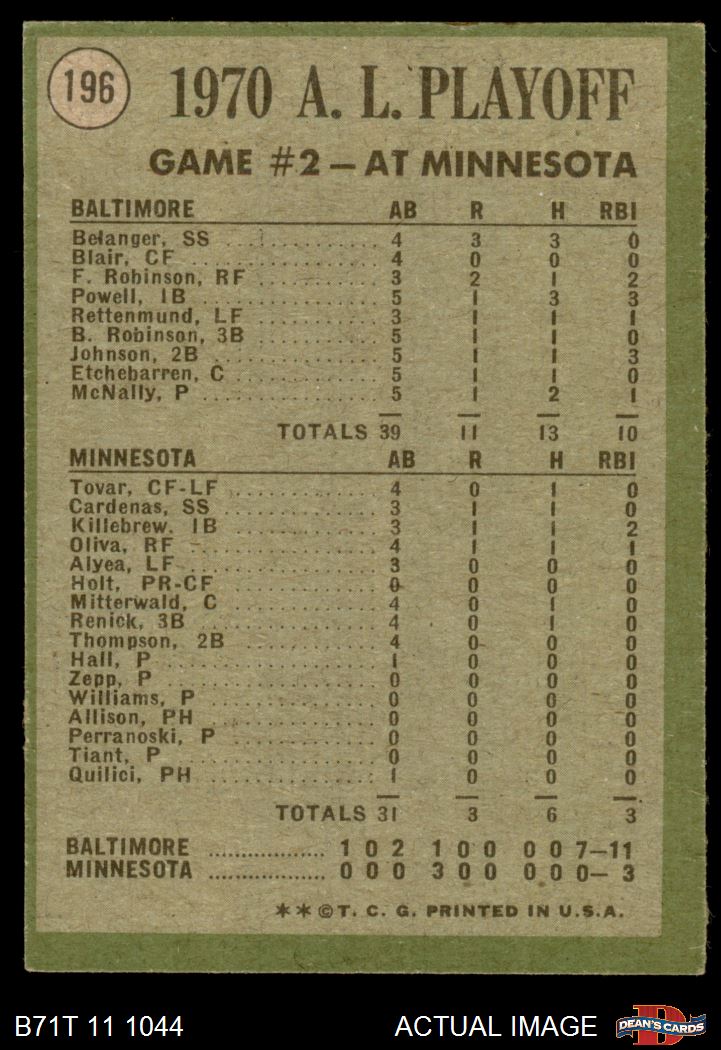 196
1970 A. L. PLAYOFF
GAME #2 – AT MINNESOTA
BALTIMORE AB R H RBI
Belanger, SS .......... 4 3 3 0
Blair, CF .......... 4 0 0 0
F. Robinson, RF .......... 3 2 1 2
Powell, 1B .......... 5 1 3 3
Rettenmund, LF .......... 3 1 1 1
B. Robinson, 3B .......... 5 1 1 0
Johnson, 2B .......... 5 1 1 3
Etchebarren, C .......... 5 1 1 0
McNally, P .......... 5 1 2 1
TOTALS 39 11 13 10
MINNESOTA AB R H RBI
Tovar, CF-LF .......... 4 0 1 0
Cardenas, SS .......... 3 1 1 0
Killebrew. 1B .......... 3 1 1 2
Oliva, RF .......... 4 1 1 1
Alyea, LF .......... 3 0 0 0
Holt, PR-CF .......... 0 0 0 0
Mitterwald, C .......... 4 0 1 0
Renick, 3B .......... 4 0 1 0
Thompson, 2B .......... 4 0 0 0
Hall, P .......... 1 0 0 0
Zepp, P .......... 0 0 0 0
Williams, P .......... 0 0 0 0
Allison, PH .......... 0 0 0 0
Perranoski, P .......... 0 0 0 0
Tiant, P .......... 0 0 0 0
Quilici, PH .......... 1 0 0 0
TOTALS 31 3 6 3
BALTIMORE .................. 1 0 2 1 0 0 0 0 7–11
MINNESOTA .................. 0 0 0 3 0 0 0 0 0– 3
**©T. C. G. PRINTED IN U.S.A.
B71T 11 1044 ACTUAL IMAGE
D
DEAN'S CARDS